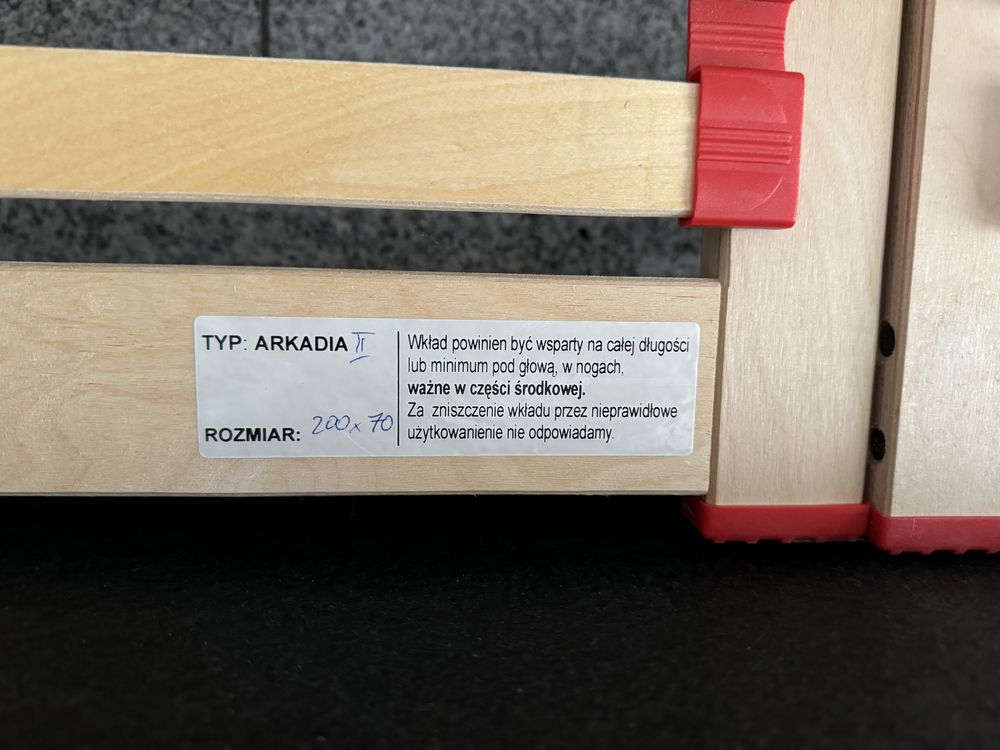 TYP: ARKADIA II
ROZMIAR: 200x70
Wkład powinien być wsparty na całej długości
lub minimum pod głową, w nogach,
ważne w części środkowej.
Za zniszczenie wkładu przez nieprawidłowe
użytkowanienie nie odpowiadamy.